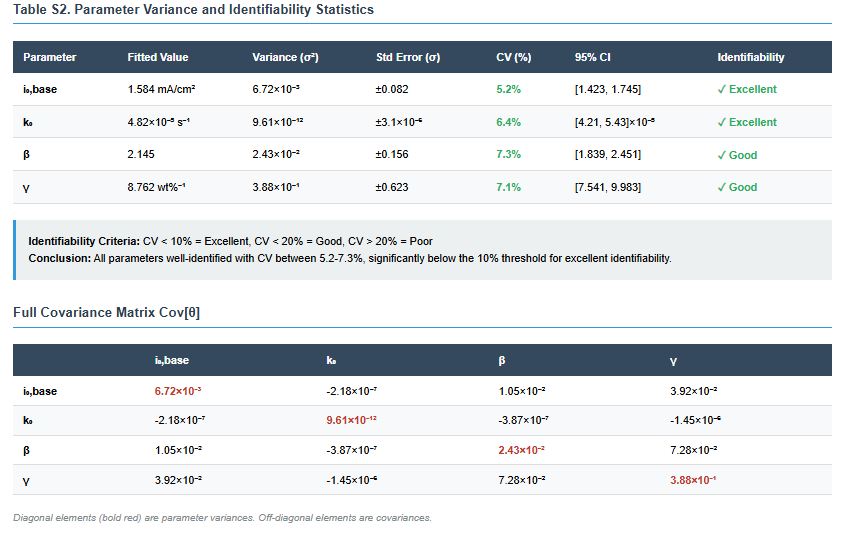 Table S2. Parameter Variance and Identifiability Statistics
Parameter Fitted Value Variance (σ²) Std Error (σ) CV (%) 95% CI Identifiability
i₀,base 1.584 mA/cm² 6.72×10⁻³ ±0.082 5.2% [1.423, 1.745] ✓ Excellent
k₀ 4.82×10⁻⁵ s⁻¹ 9.61×10⁻¹² ±3.1×10⁻⁶ 6.4% [4.21, 5.43]×10⁻⁵ ✓ Excellent
β 2.145 2.43×10⁻² ±0.156 7.3% [1.839, 2.451] ✓ Good
γ 8.762 wt%⁻¹ 3.88×10⁻¹ ±0.623 7.1% [7.541, 9.983] ✓ Good
Identifiability Criteria: CV < 10% = Excellent, CV < 20% = Good, CV > 20% = Poor
Conclusion: All parameters well-identified with CV between 5.2-7.3%, significantly below the 10% threshold for excellent identifiability.
Full Covariance Matrix Cov[θ]
i₀,base k₀ β γ
i₀,base 6.72×10⁻³ -2.18×10⁻⁷ 1.05×10⁻² 3.92×10⁻²
k₀ -2.18×10⁻⁷ 9.61×10⁻¹² -3.87×10⁻⁷ -1.45×10⁻⁶
β 1.05×10⁻² -3.87×10⁻⁷ 2.43×10⁻² 7.28×10⁻²
γ 3.92×10⁻² -1.45×10⁻⁶ 7.28×10⁻² 3.88×10⁻¹
Diagonal elements (bold red) are parameter variances. Off-diagonal elements are covariances.